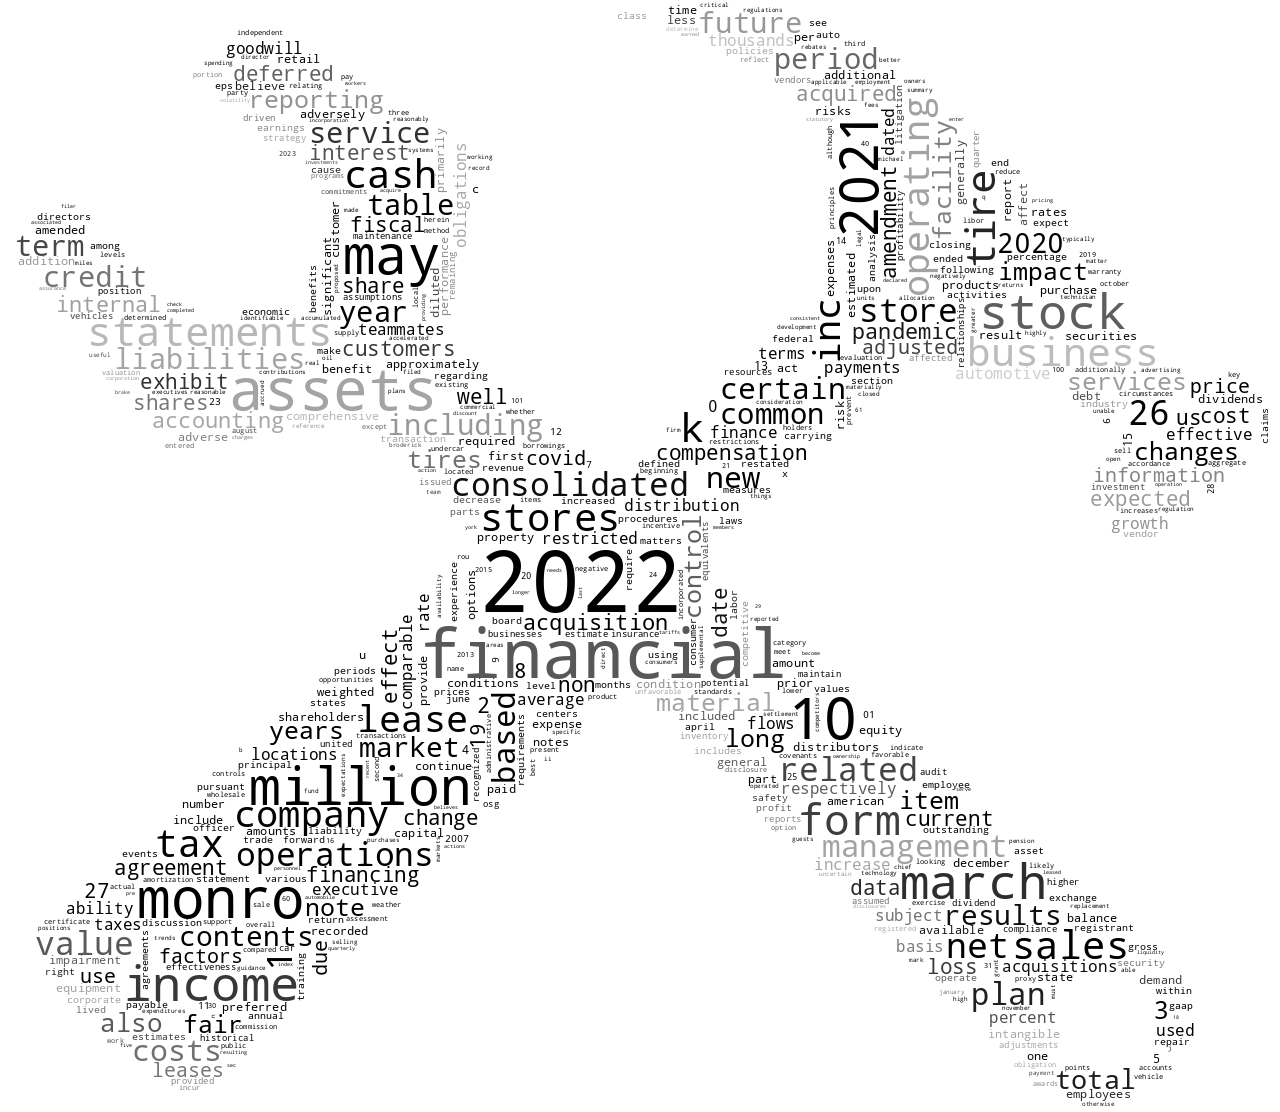 critical
time
regulations
class
less
future
see
determine
earned
thousands
per
auto
independent
goodwill
policies
rebates
third
spending
director
retail
reflect
period
better
portion
deferred
pay
additional
eps
believe
relating
workers
vendors
applicable
employment
owners
party
reporting
acquired
summary
volatility
adversely
three
risks
fees
litigation
driven
incorporation
reasonably
statutory
enter
earnings
service
primarily
2021
dated
operating
facility
quarter
strategy
although
40
2023
interest
systems
obligations
working
michael
generally
end
investments
cause
cash
record
reduce
programs
commitments
acquire
c
principles
amendment
profitability
tire
report
affect
pricing
filer
customer
made
table
herein
libor
rates
directors
associated
fiscal
method
legal
expect
amended
maintenance
14
analysis
closing
2020
typically
term
among
significant
may
performance
expenses
estimated
ended
percentage
2019
levels
benefits
proposed
remaining
following
impact
matter
addition
miles
negatively
warranty
credit
share
local
diluted
upon
declared
products
returns
october
assurance
position
assumptions
providing
units
allocation
activities
purchase
technician
internal
check
completed
year
inc
store
relationships
greater
stock
vehicles
determined
economic
identifiable
accumulated
teammates
consistent
statements
supply
accelerated
development
pandemic
result
highly
securities
federal
useful
make
customers
terms
adjusted
business
liabilities
real
oil
benefit
approximately
13
act
evaluation
affected
valuation
contributions
filed
regarding
resources
payments
automotive
100
additionally
advertising
corporation
exhibit
accrued
assets
existing
certain
section
services
circumstances
key
brake
executives
reasonable
plans
well
101
materially
closed
debt
price
shares
23
commercial
0
consideration
risk
prevent
industry
dividends
accounting
comprehensive
discount
whether
common
61
unable
6
26
us
cost
claims
reference
including
k
holders
adverse
august
except
12
firm
finance
carrying
15
effective
entered
charges
transaction
required
restrictions
broderick
undercar
borrowings
compensation
sell
changes
tires
first
covid
defined
21
restated
open
accordance
aggregate
action
located
revenue
7
beginning
new
x
information
issued
consolidated
measures
investment
operation
28
team
things
decrease
items
increased
distribution
expected
parts
stores
procedures
laws
increases
regulation
york
incentive
members
growth
property
restricted
matters
control
equivalents
vendor
rou
2022
require
experience
2015
20
needs
negative
24
availability
options
longer
last
incorporated
date
labor
rate
board
acquisition
29
reported
comparable
businesses
estimate
insurance
tariffs
consumer
supplemental
competitive
effect
financial
areas
category
u
2013
9
direct
using
meet
become
periods
provide
name
8
consumers
amount
maintain
opportunities
conditions
level
non
months
condition
potential
prior
lower
values
weighted
prices
unfavorable
standards
states
june
based
average
product
material
10
competitors
shareholders
lease
2
centers
included
settlement
01
years
19
requirements
expense
april
flows
equity
transactions
specific
long
b
united
market
4
administrative
notes
inventory
distributors
indicate
locations
present
includes
covenants
ownership
favorable
principal
expectations
recent
second
continue
recognized
best
ii
general
related
audit
controls
million
34
disclosure
25
pursuant
fund
paid
part
operated
respectively
employee
serve
wholesale
osg
safety
number
company
believes
change
profit
american
item
include
reports
form
current
officer
amounts
liability
capital
option
outstanding
tax
trade
forward
16
purchases
2007
guests
pension
events
operations
markets
actions
management
asset
agreement
personnel
financing
increase
chief
looking
december
likely
amortization
statement
various
uncertain
technology
leased
27
actual
executive
data
march
higher
pre
monro
60
automobile
assumed
exercise
exchange
ability
sale
note
weather
disclosures
dividend
replacement
certificate
taxes
discussion
support
overall
return
assessment
subject
results
balance
positions
recorded
registered
available
compliance
registrant
value
trends
contents
selling
basis
net
sales
gross
agreements
compared
car
quarterly
liquidity
impairment
factors
1
due
mark
loss
31
grant
acquisitions
security
right
use
effectiveness
guidance
index
training
operate
proxy
state
able
equipment
income
plan
must
demand
corporate
january
within
lived
payable
11
30
preferred
high
november
3
gaap
expenditures
annual
percent
18
also
fair
commission
used
work
estimates
historical
intangible
repair
five
costs
public
adjustments
j
resulting
one
5
leases
sec
obligation
points
accounts
provided
payment
total
vehicle
incur
awards
employees
otherwise